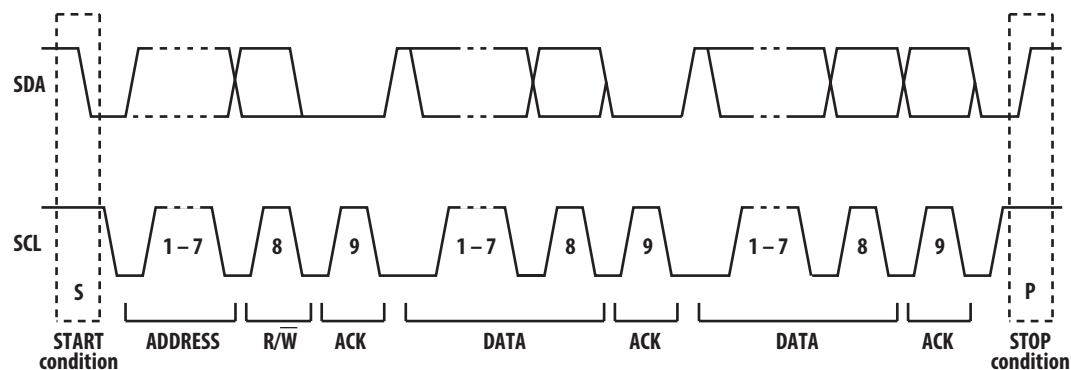 SDA
SCL
1 – 7 8 9 1 – 7 8 9 1 – 7 8 9
S P
START condition ADDRESS R/W̅ ACK DATA ACK DATA ACK STOP condition